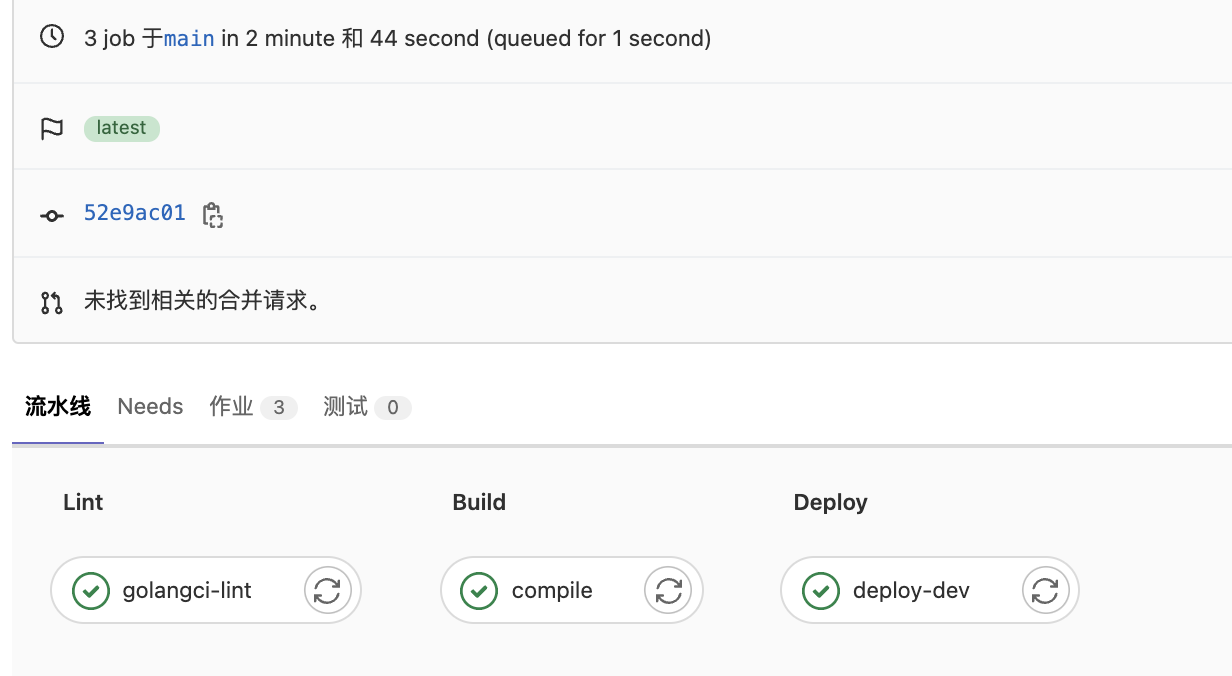 3 job 于main in 2 minute 和 44 second (queued for 1 second)
latest
52e9ac01
未找到相关的合并请求。
流水线 Needs 作业 3 测试 0
Lint Build Deploy
golangci-lint compile deploy-dev